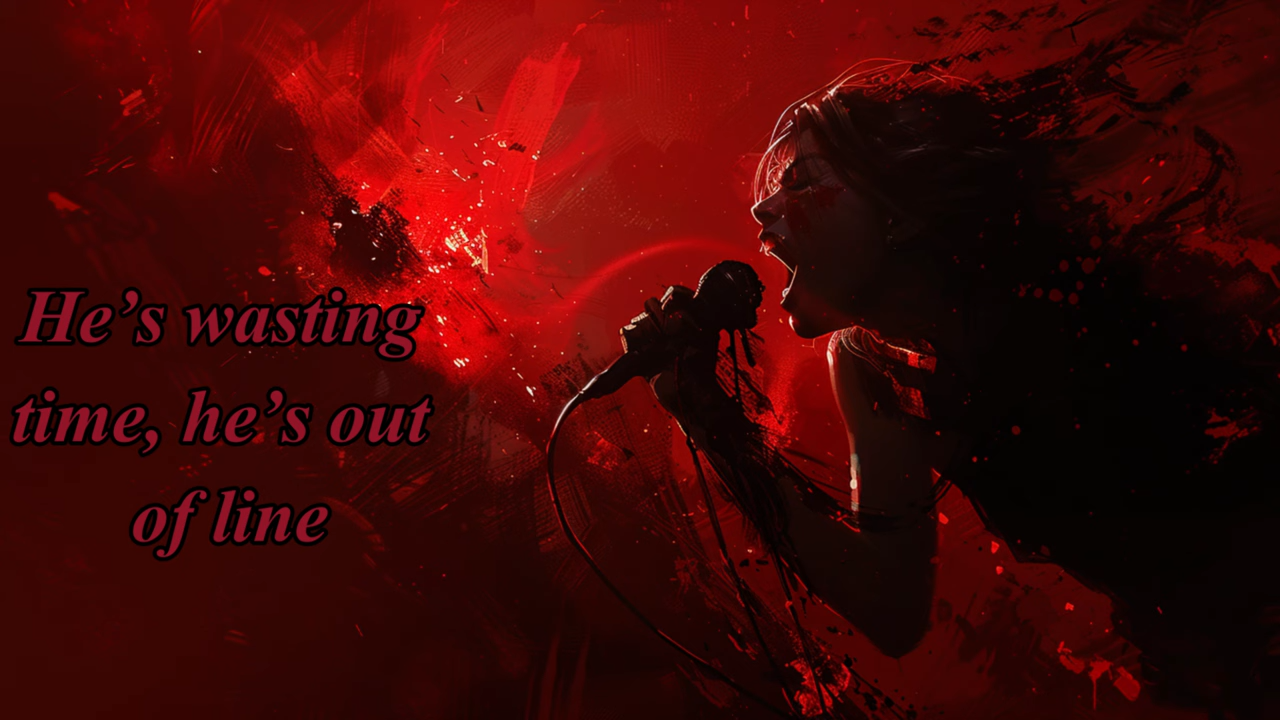 He’s wasting
time, he’s out
of line